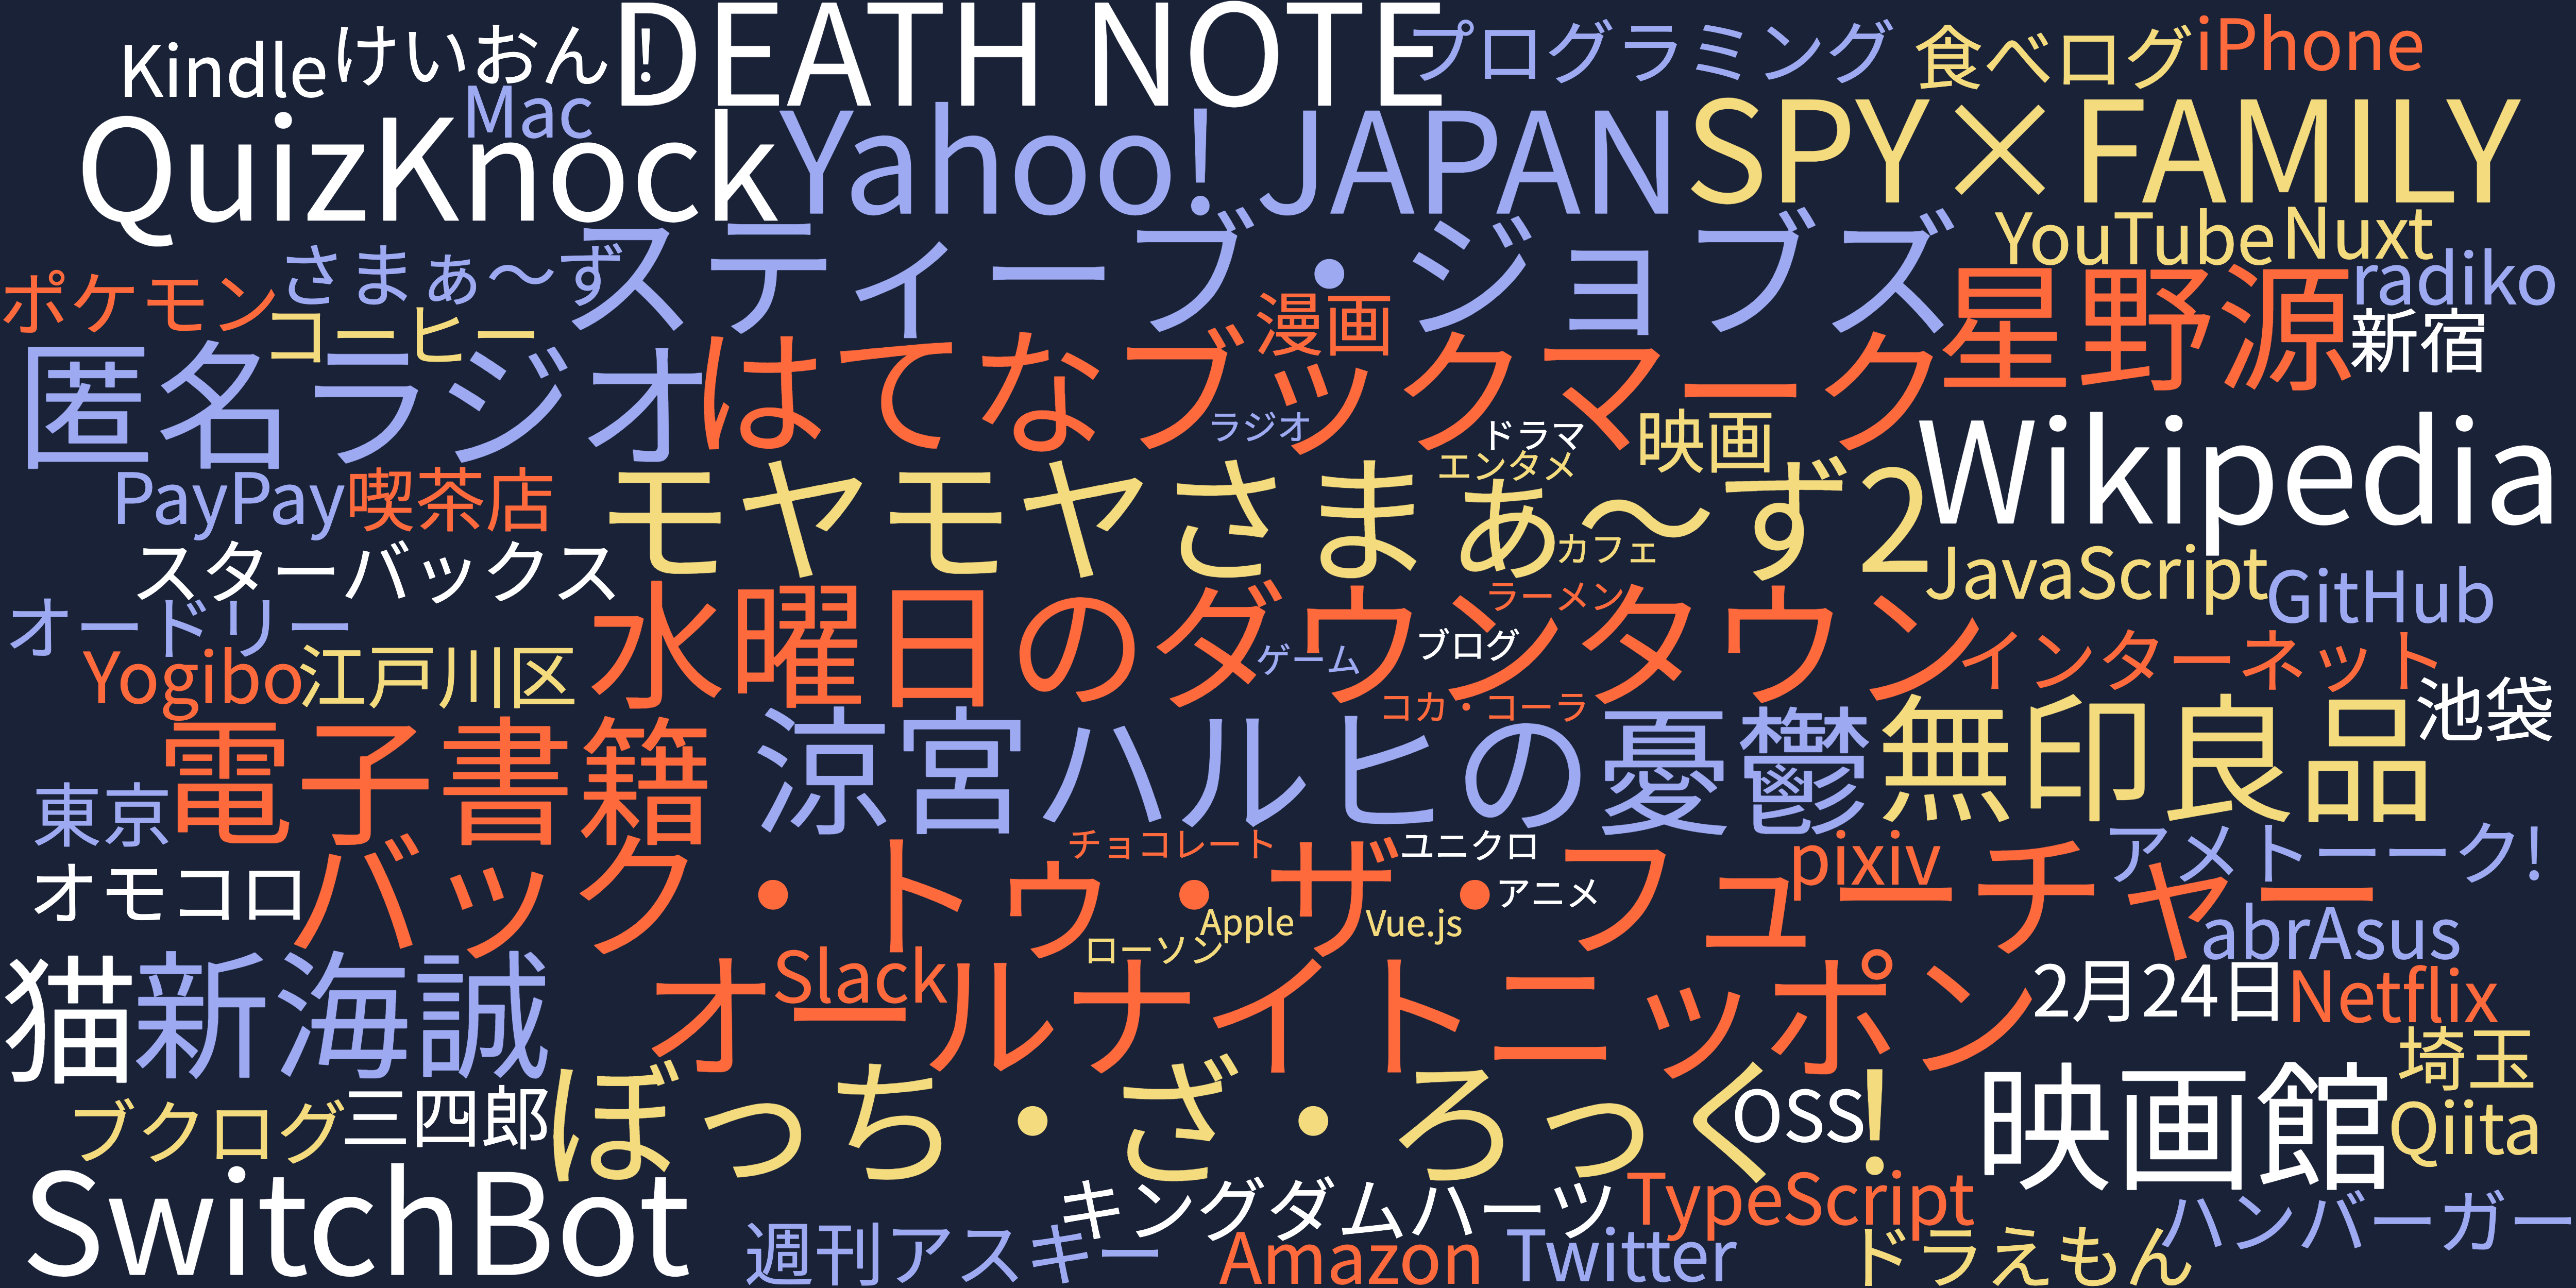 DEATH NOTE
Kindle
けいおん!
プログラミング
食べログ
iPhone
Mac
QuizKnock
Yahoo! JAPAN
SPY×FAMILY
YouTube
Nuxt
さまぁ〜ず
スティーブ・ジョブズ
radiko
ポケモン
コーヒー
漫画
星野源
新宿
匿名ラジオ
はてなブックマーク
ラジオ
ドラマ
映画
エンタメ
Wikipedia
PayPay
喫茶店
モヤモヤさまぁ〜ず2
カフェ
スターバックス
JavaScript
GitHub
オードリー
水曜日のダウンタウン
ラーメン
ブログ
ゲーム
インターネット
Yogibo
江戸川区
コカ・コーラ
池袋
電子書籍
涼宮ハルヒの憂鬱
無印良品
東京
チョコレート
ユニクロ
pixiv
アメトーーク!
オモコロ
バック・トゥ・ザ・フューチャー
アニメ
Apple
Vue.js
abrAsus
ローソン
猫
新海誠
Slack
オールナイトニッポン
2月24日
Netflix
埼玉
ブクログ
三四郎
ぼっち・ざ・ろっく!
OSS
映画館
Qiita
SwitchBot
キングダムハーツ
TypeScript
ハンバーガー
週刊アスキー
Amazon
Twitter
ドラえもん